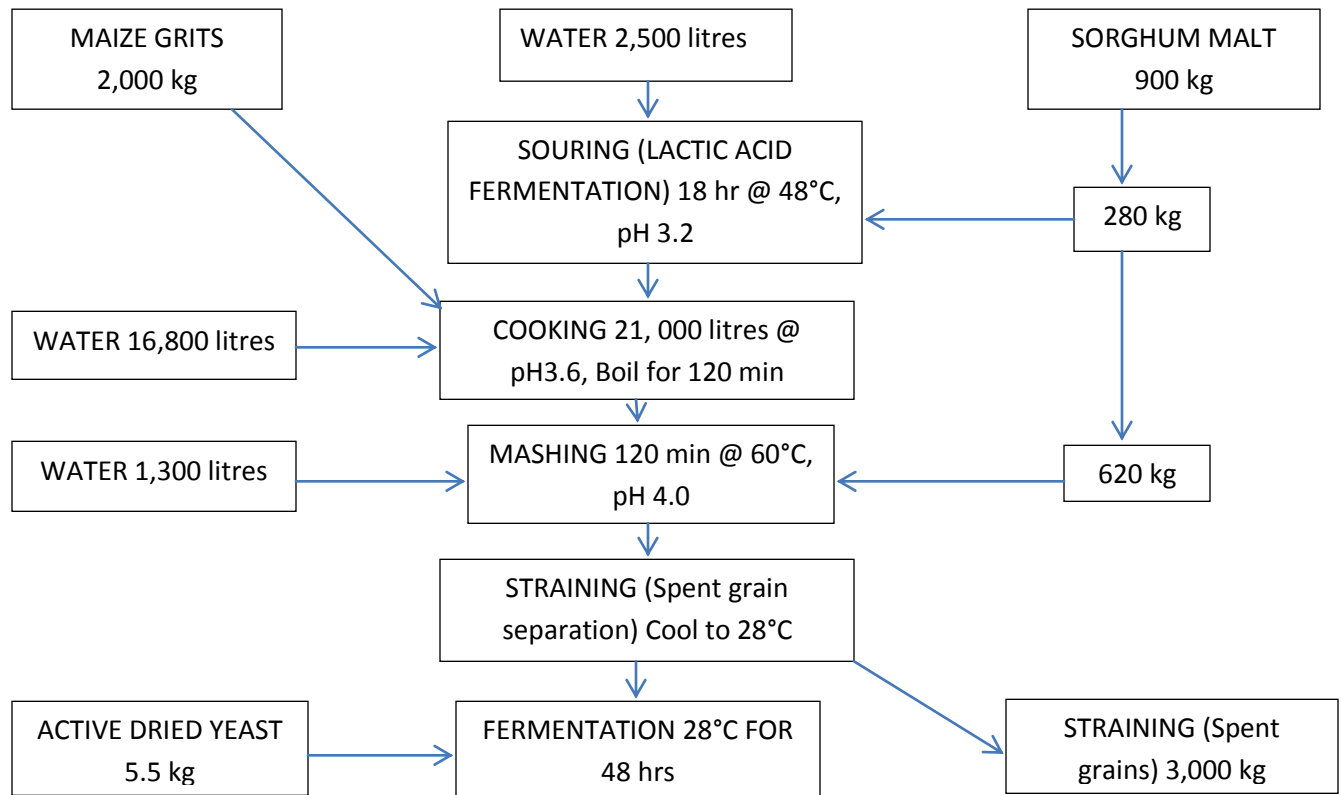 MAIZE GRITS
2,000 kg
WATER 2,500 litres
SORGHUM MALT
900 kg
SOURING (LACTIC ACID
FERMENTATION) 18 hr @ 48°C,
pH 3.2
280 kg
WATER 16,800 litres
COOKING 21, 000 litres @
pH3.6, Boil for 120 min
WATER 1,300 litres
MASHING 120 min @ 60°C,
pH 4.0
620 kg
STRAINING (Spent grain
separation) Cool to 28°C
ACTIVE DRIED YEAST
5.5 kg
FERMENTATION 28°C FOR
48 hrs
STRAINING (Spent
grains) 3,000 kg